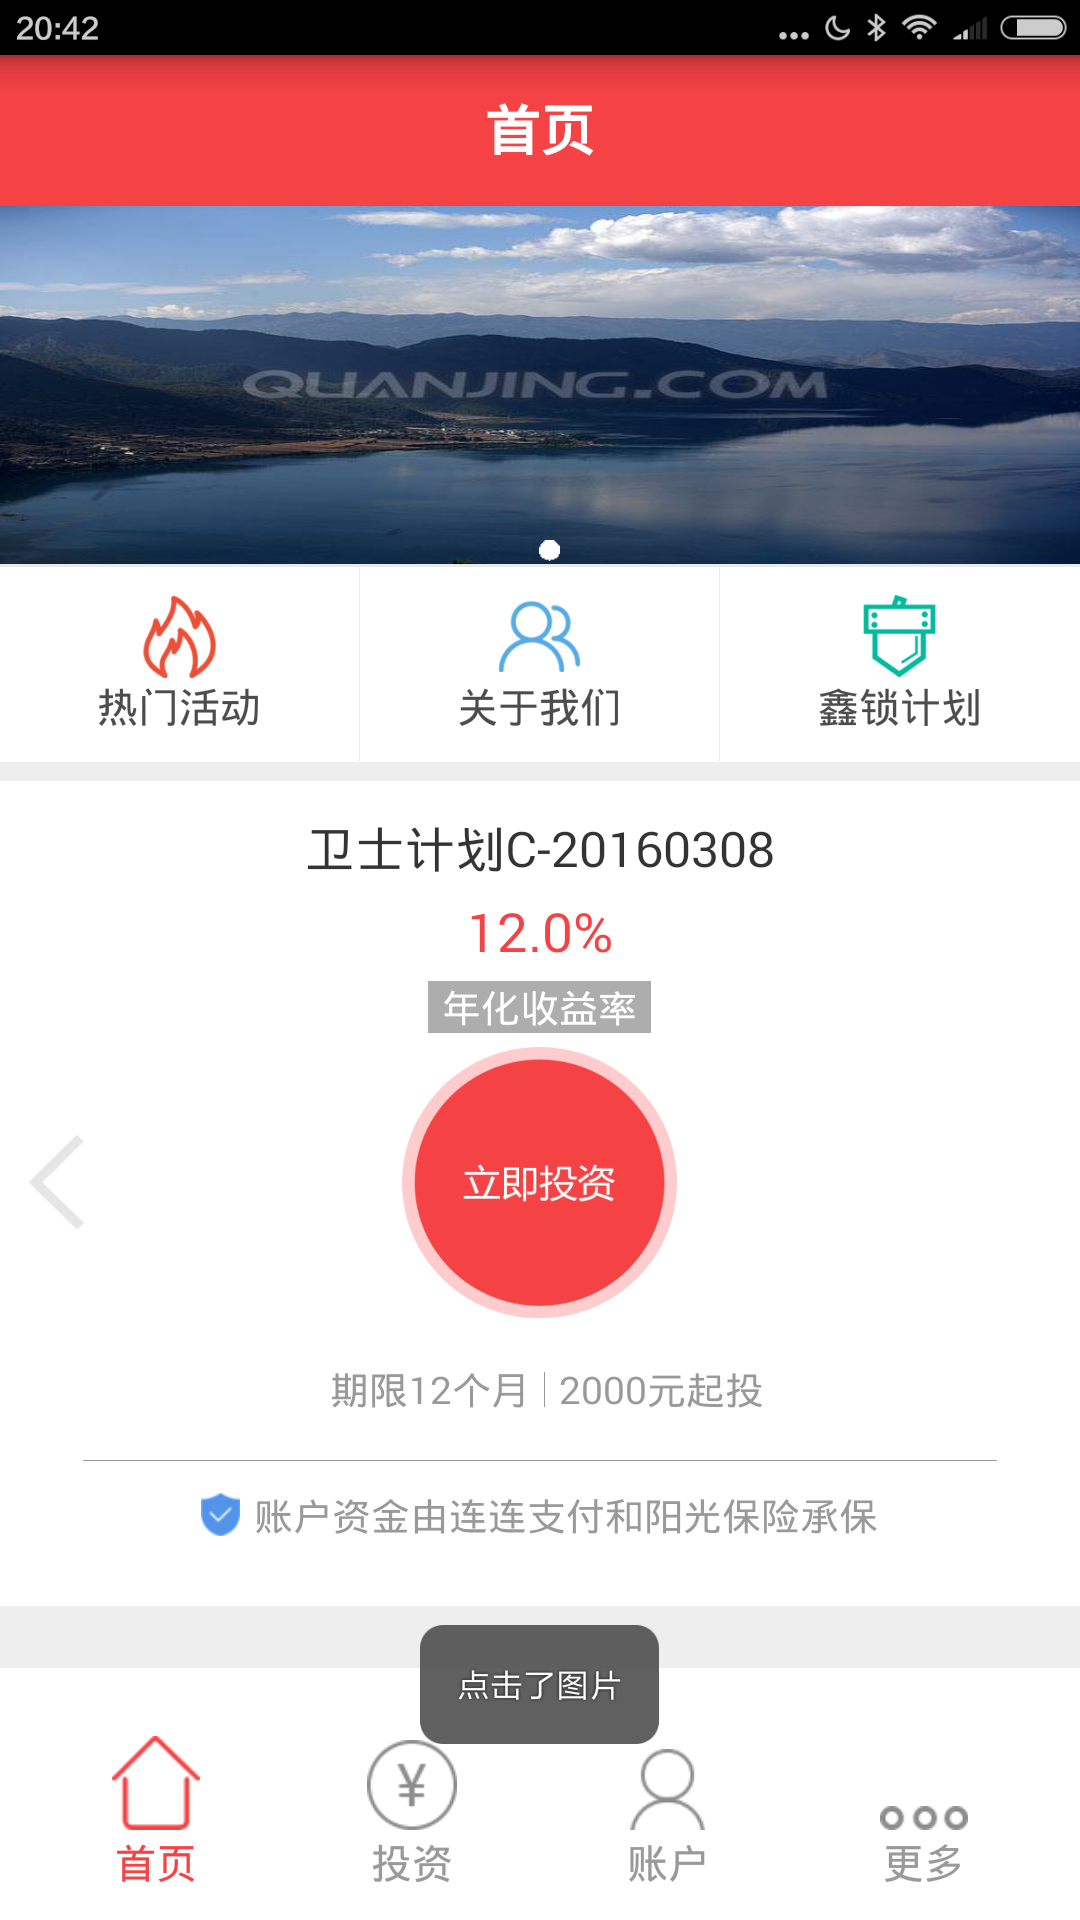 20:42
首页
QUANJING.COM
热门活动
关于我们
鑫锁计划
卫士计划C-20160308
12.0%
年化收益率
立即投资
期限12个月 | 2000元起投
账户资金由连连支付和阳光保险承保
点击了图片
¥
首页
投资
账户
更多